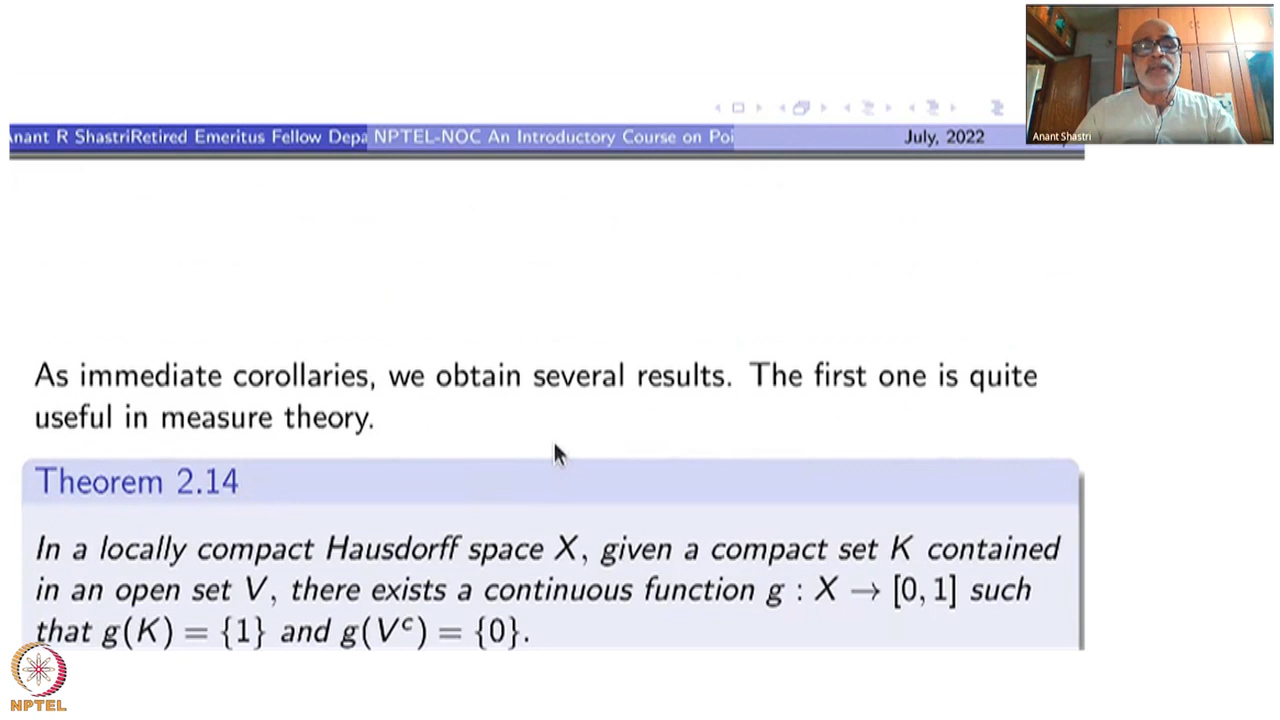 Anant Shastri
nant R ShastriRetired Emeritus Fellow Depa NPTEL-NOC An Introductory Course on Poi July, 2022
As immediate corollaries, we obtain several results. The first one is quite
useful in measure theory.
Theorem 2.14
In a locally compact Hausdorff space X, given a compact set K contained
in an open set V, there exists a continuous function g : X → [0, 1] such
that g(K) = {1} and g(Vᶜ) = {0}.
NPTEL